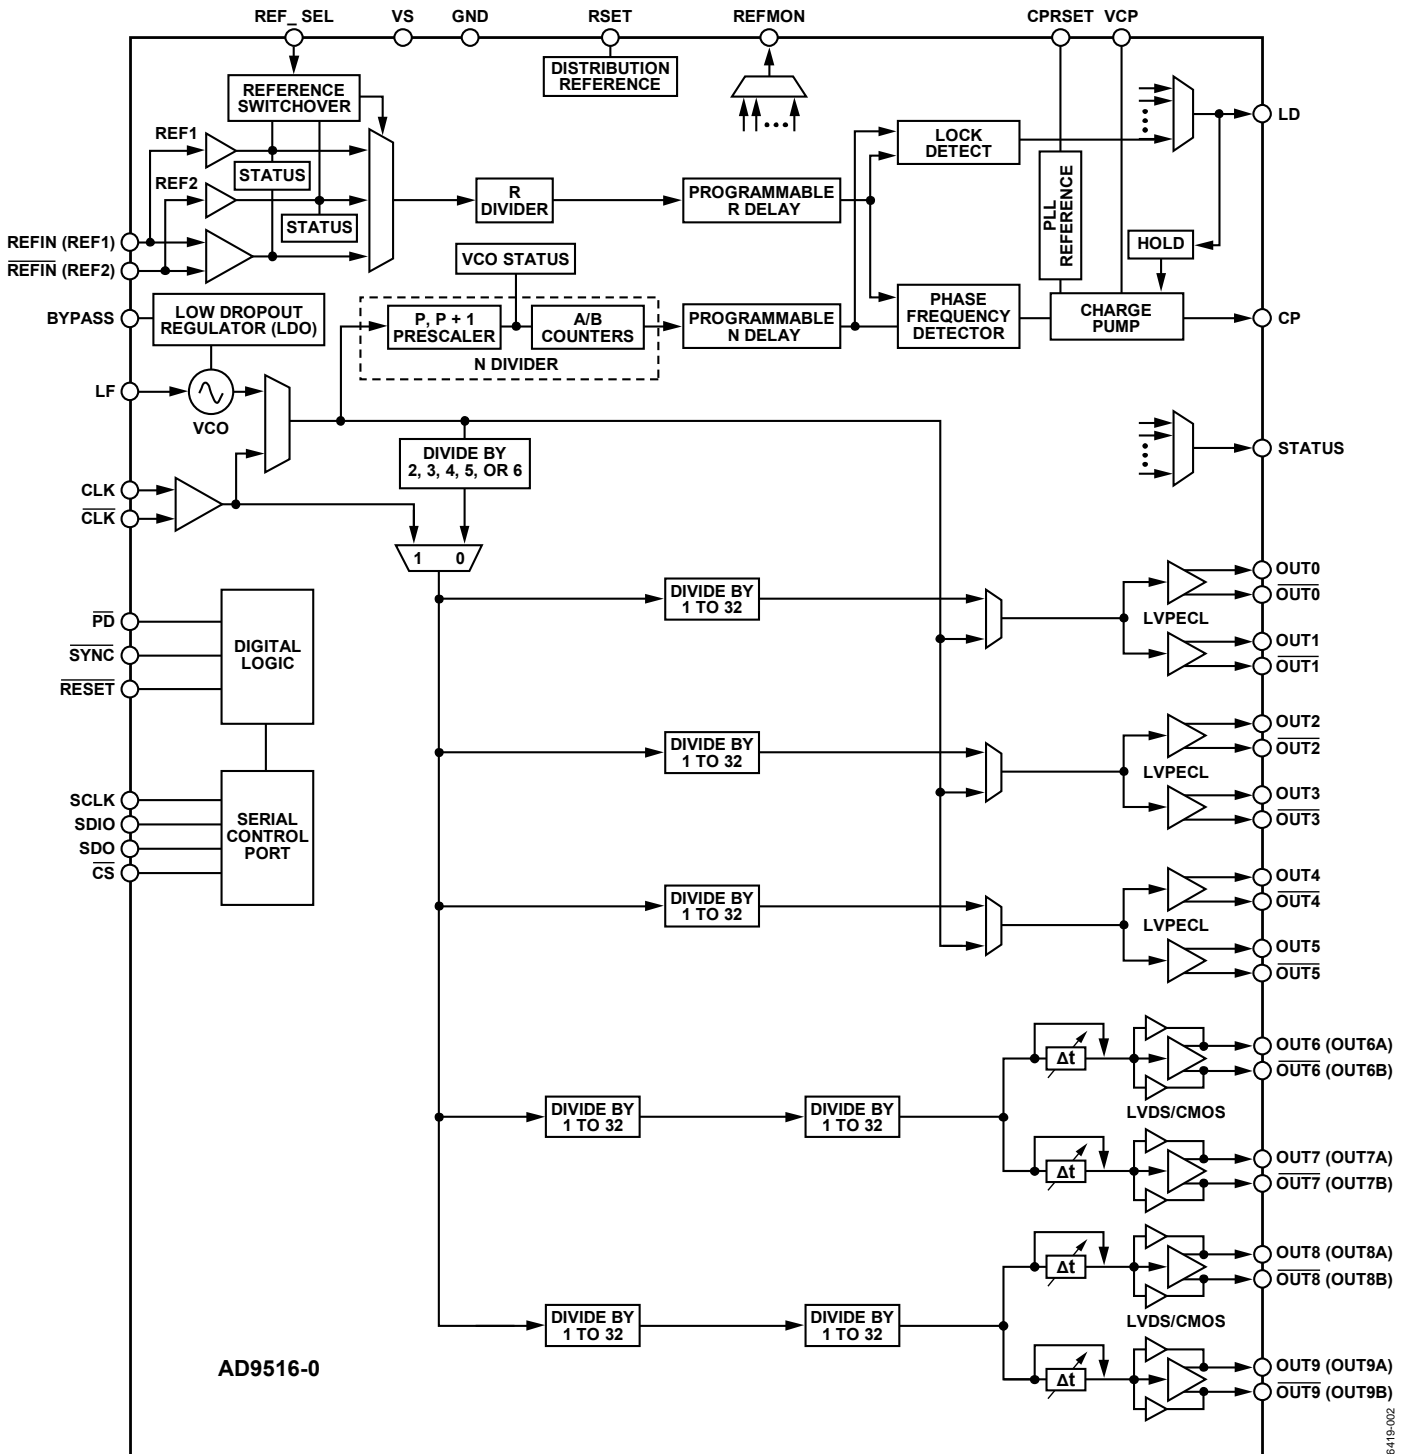 REF_ SEL VS GND RSET REFMON CPRSET VCP
REFERENCE
SWITCHOVER
DISTRIBUTION
REFERENCE
LD
REF1
STATUS
REF2
STATUS
LOCK
DETECT
R
DIVIDER
PROGRAMMABLE
R DELAY
PLL
REFERENCE
HOLD
REFIN (REF1)
REFIN (REF2)
VCO STATUS
BYPASS
LOW DROPOUT
REGULATOR (LDO)
P, P + 1
PRESCALER
A/B
COUNTERS
N DIVIDER
PROGRAMMABLE
N DELAY
PHASE
FREQUENCY
DETECTOR
CHARGE
PUMP
CP
LF
VCO
DIVIDE BY
2, 3, 4, 5, OR 6
STATUS
CLK
CLK
1 0
PD
SYNC
RESET
DIGITAL
LOGIC
DIVIDE BY
1 TO 32
LVPECL
OUT0
OUT0
OUT1
OUT1
DIVIDE BY
1 TO 32
LVPECL
OUT2
OUT2
OUT3
OUT3
SCLK
SDIO
SDO
CS
SERIAL
CONTROL
PORT
DIVIDE BY
1 TO 32
LVPECL
OUT4
OUT4
OUT5
OUT5
DIVIDE BY
1 TO 32
DIVIDE BY
1 TO 32
Δt
Δt
LVDS/CMOS
OUT6 (OUT6A)
OUT6 (OUT6B)
OUT7 (OUT7A)
OUT7 (OUT7B)
DIVIDE BY
1 TO 32
DIVIDE BY
1 TO 32
Δt
Δt
LVDS/CMOS
OUT8 (OUT8A)
OUT8 (OUT8B)
OUT9 (OUT9A)
OUT9 (OUT9B)
AD9516-0
6419-002